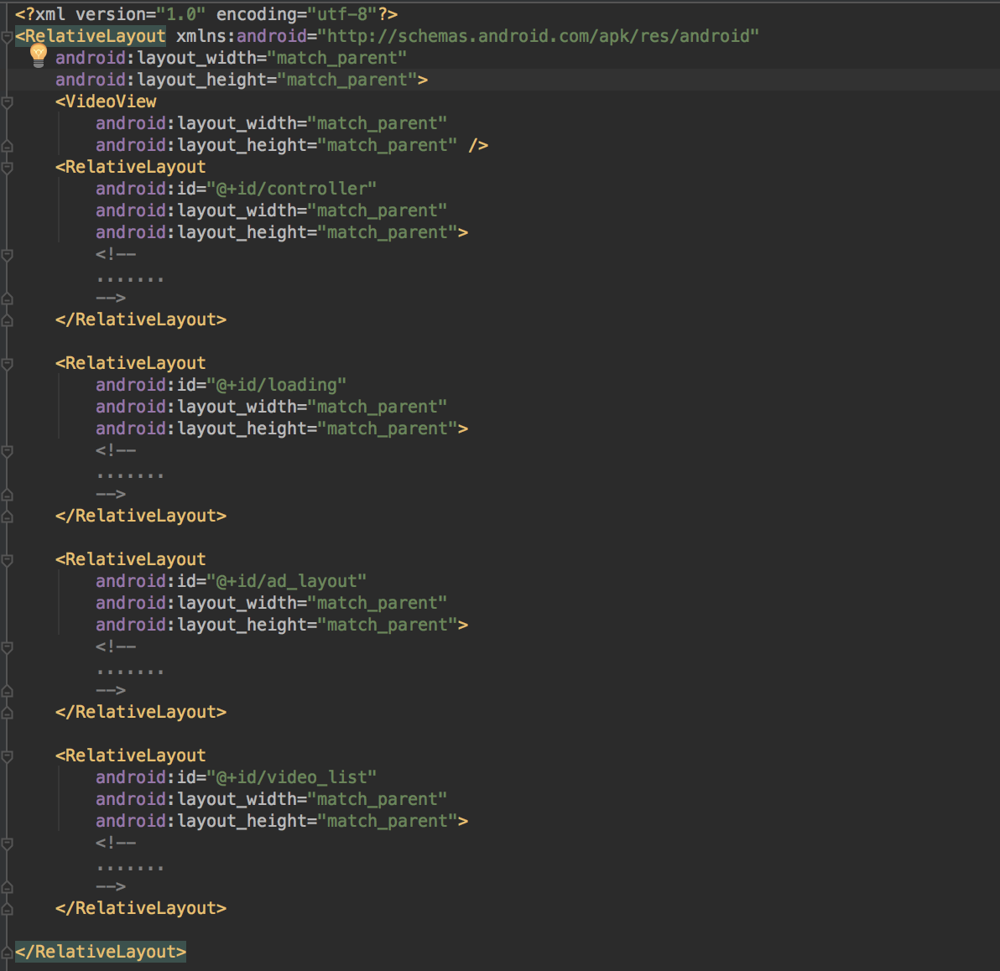 <?xml version="1.0" encoding="utf-8"?>
<RelativeLayout xmlns:android="http://schemas.android.com/apk/res/android"
    android:layout_width="match_parent"
    android:layout_height="match_parent">
    <VideoView
        android:layout_width="match_parent"
        android:layout_height="match_parent" />
    <RelativeLayout
        android:id="@+id/controller"
        android:layout_width="match_parent"
        android:layout_height="match_parent">
        <!--
        .......
        -->
    </RelativeLayout>

    <RelativeLayout
        android:id="@+id/loading"
        android:layout_width="match_parent"
        android:layout_height="match_parent">
        <!--
        .......
        -->
    </RelativeLayout>

    <RelativeLayout
        android:id="@+id/ad_layout"
        android:layout_width="match_parent"
        android:layout_height="match_parent">
        <!--
        .......
        -->
    </RelativeLayout>

    <RelativeLayout
        android:id="@+id/video_list"
        android:layout_width="match_parent"
        android:layout_height="match_parent">
        <!--
        .......
        -->
    </RelativeLayout>

</RelativeLayout>